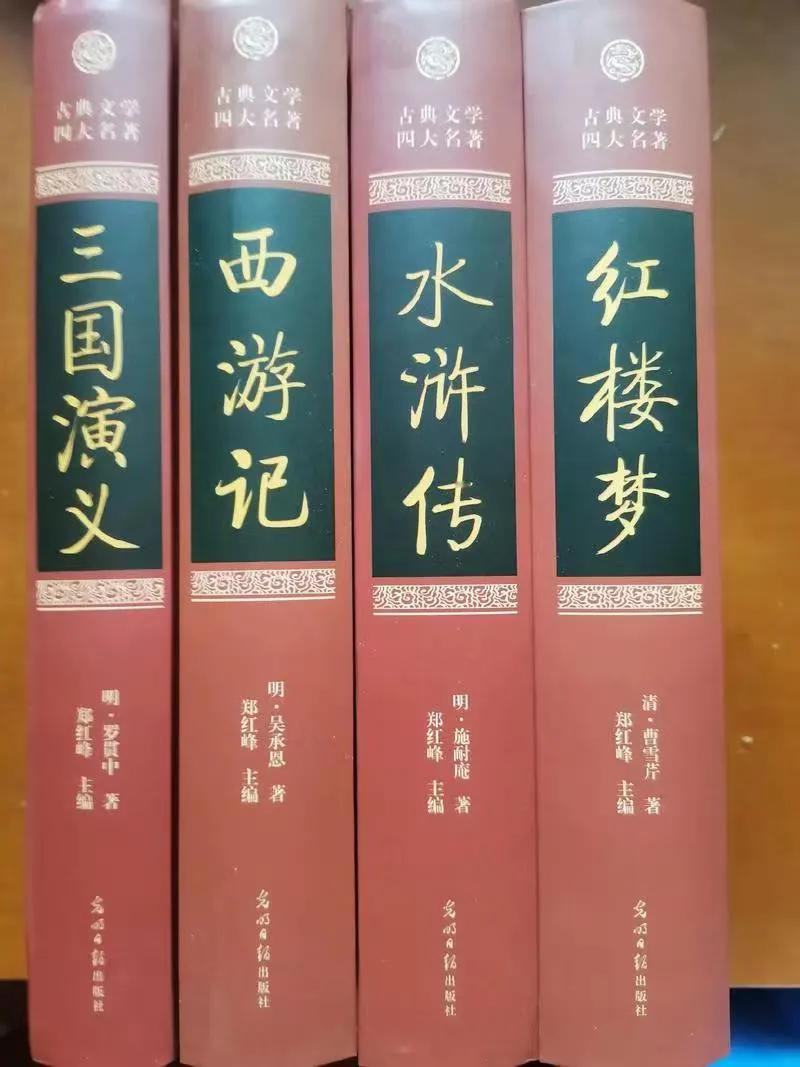 古典文学
四大名著
三国演义
明·罗贯中 著
郑红峰 主编
光明日报出版社
古典文学
四大名著
西游记
明·吴承恩 著
郑红峰 主编
光明日报出版社
古典文学
四大名著
水浒传
明·施耐庵 著
郑红峰 主编
光明日报出版社
古典文学
四大名著
红楼梦
清·曹雪芹 著
郑红峰 主编
光明日报出版社